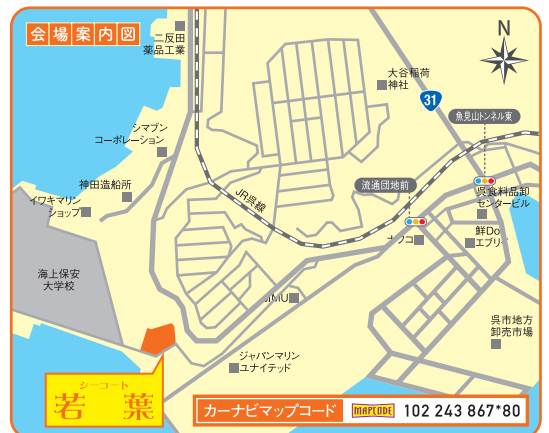 会場案内図
N
二反田
薬品工業
大谷稲荷
神社
31
魚見山トンネル東
シマブン
コーポレーション
神田造船所
イワキマリン
ショップ
JR呉線
流通団地前
呉食料品卸
センタービル
鮮Do
エブリイ
ナフコ
海上保安
大学校
JMU
呉市地方
卸売市場
ジャパンマリン
ユナイテッド
シーコート
若葉
カーナビマップコード
MAPCODE
102 243 867*80